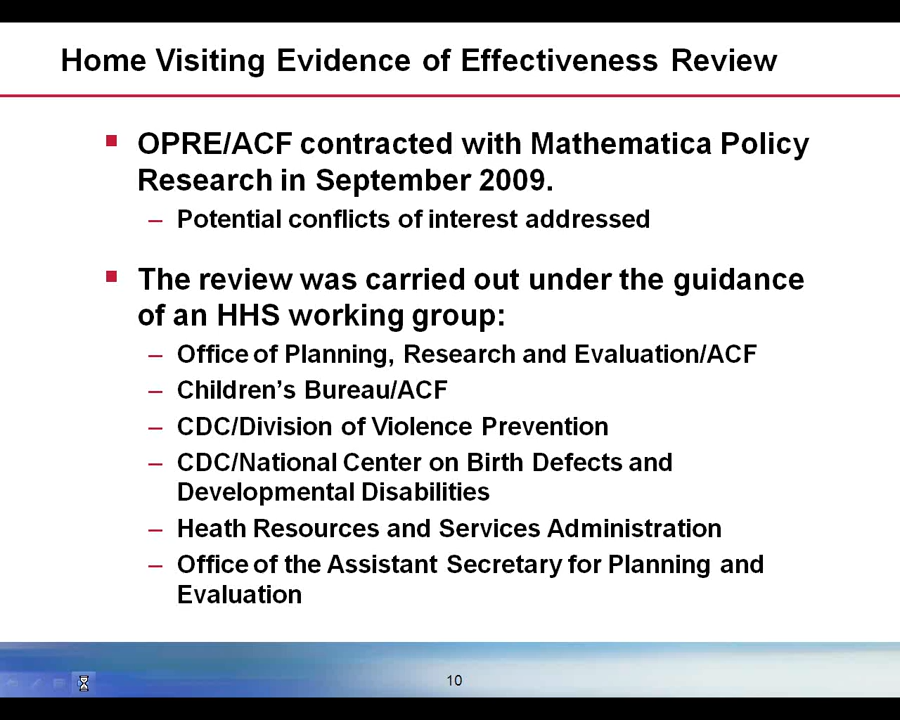 Home Visiting Evidence of Effectiveness Review
OPRE/ACF contracted with Mathematica Policy
Research in September 2009.
– Potential conflicts of interest addressed
The review was carried out under the guidance
of an HHS working group:
– Office of Planning, Research and Evaluation/ACF
– Children's Bureau/ACF
– CDC/Division of Violence Prevention
– CDC/National Center on Birth Defects and
Developmental Disabilities
– Heath Resources and Services Administration
– Office of the Assistant Secretary for Planning and
Evaluation
10